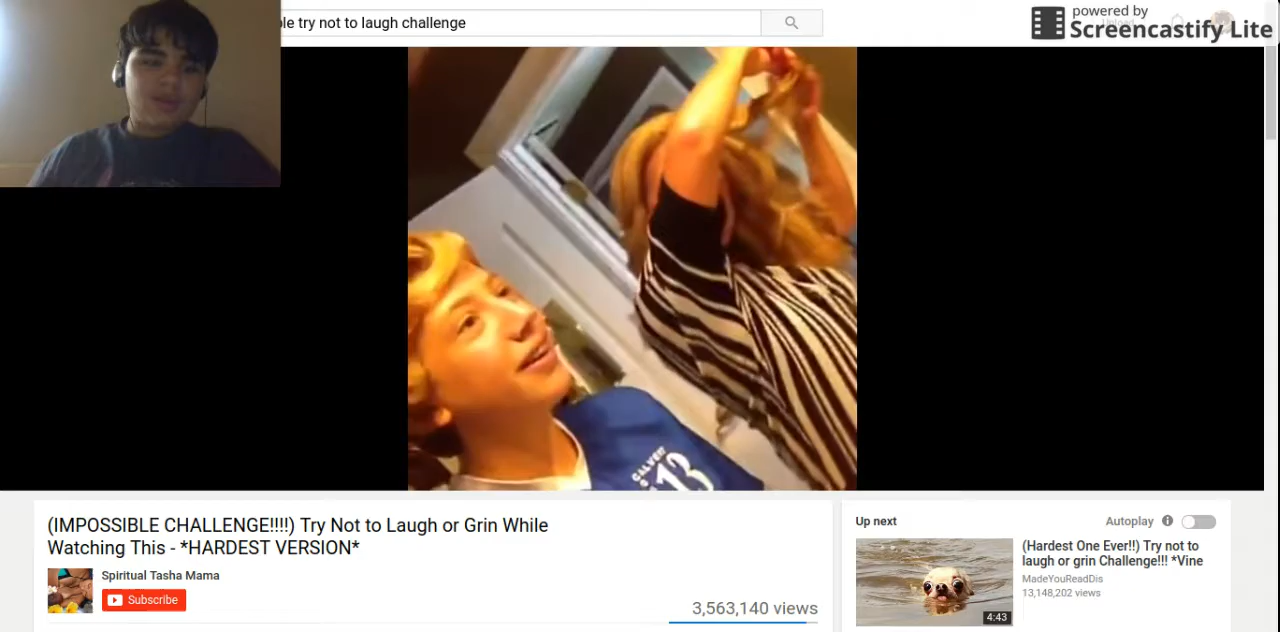 le try not to laugh challenge
powered by
Screencastify Lite
CALVERT
13
(IMPOSSIBLE CHALLENGE!!!!) Try Not to Laugh or Grin While
Watching This - *HARDEST VERSION*
Spiritual Tasha Mama
Subscribe
3,563,140 views
Up next
Autoplay
(Hardest One Ever!!) Try not to
laugh or grin Challenge!!! *Vine
MadeYouReadDis
13,148,202 views
4:43